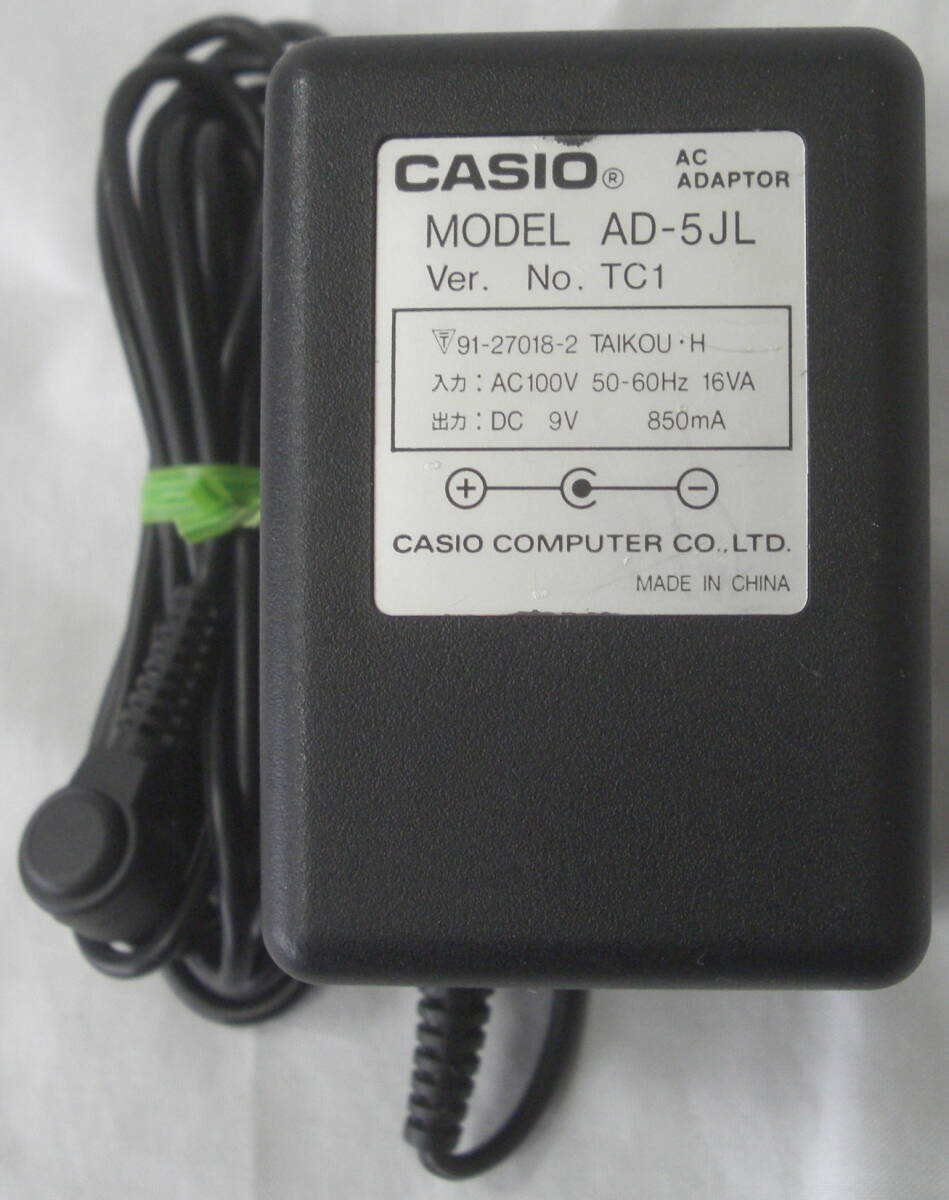 CASIO® AC ADAPTOR
MODEL AD-5JL
Ver. No. TC1
91-27018-2 TAIKOU・H
入力：AC100V 50-60Hz 16VA
出力：DC 9V 850mA
CASIO COMPUTER CO.,LTD.
MADE IN CHINA